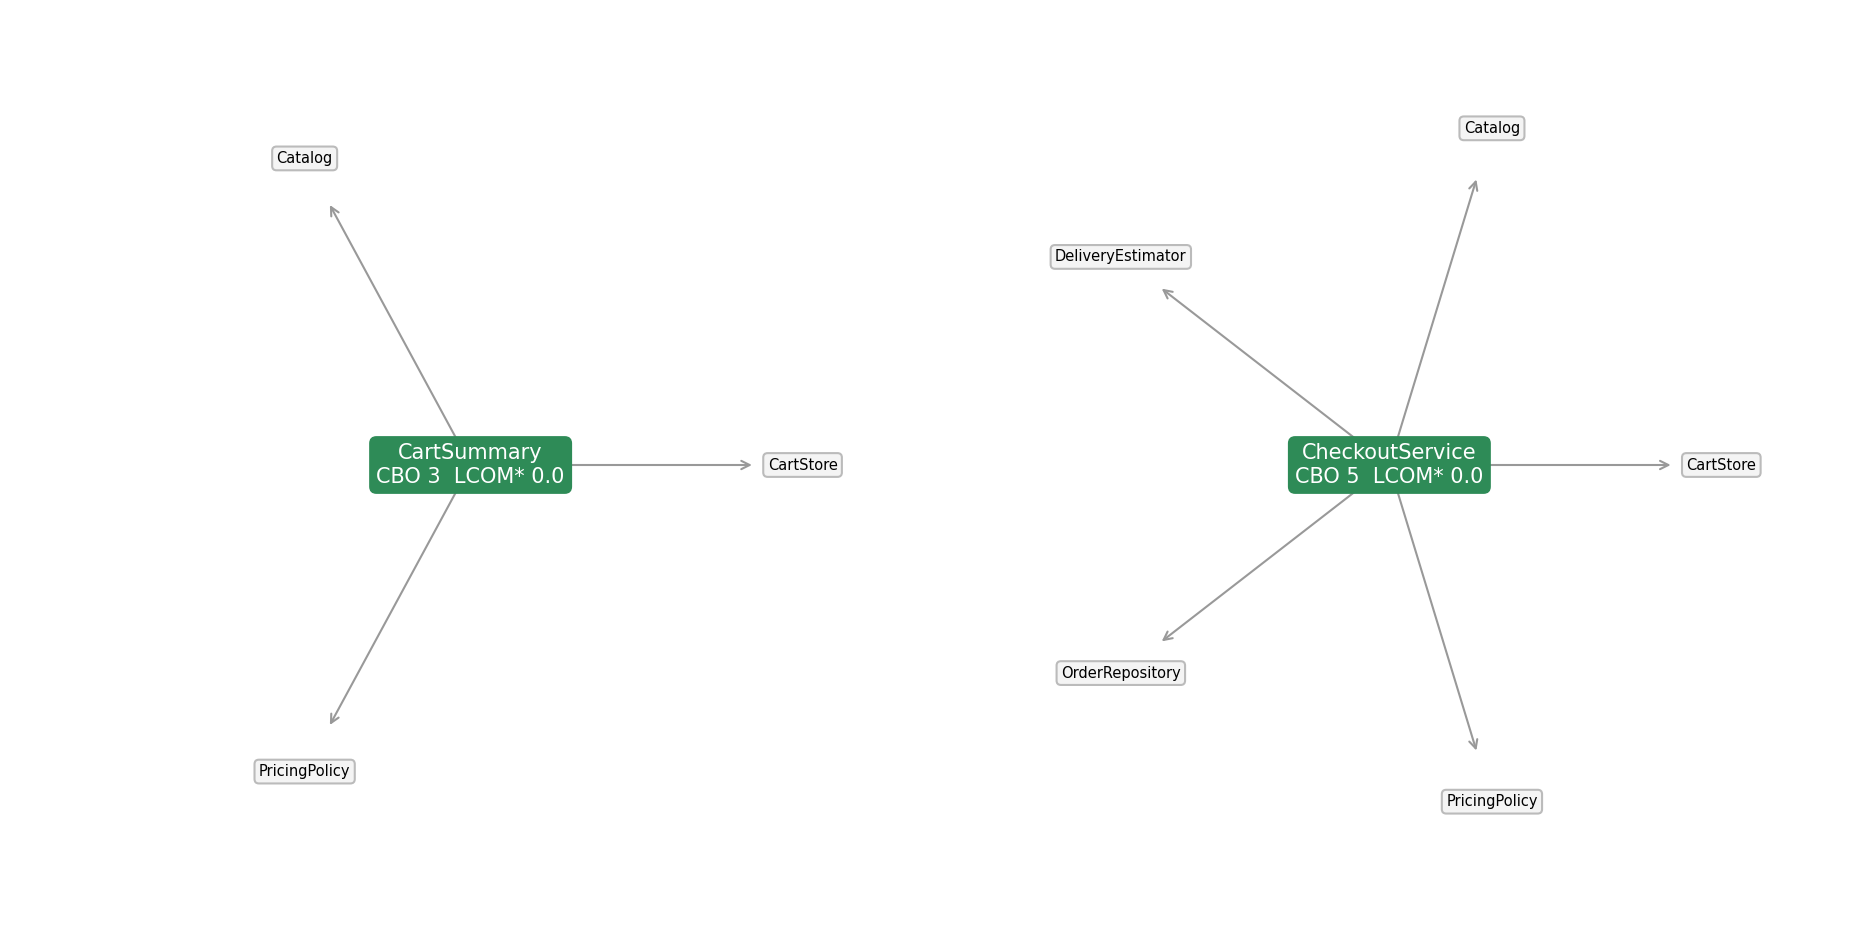 Catalog
CartSummary
CBO 3  LCOM* 0.0
CartStore
PricingPolicy
Catalog
DeliveryEstimator
CheckoutService
CBO 5  LCOM* 0.0
CartStore
OrderRepository
PricingPolicy